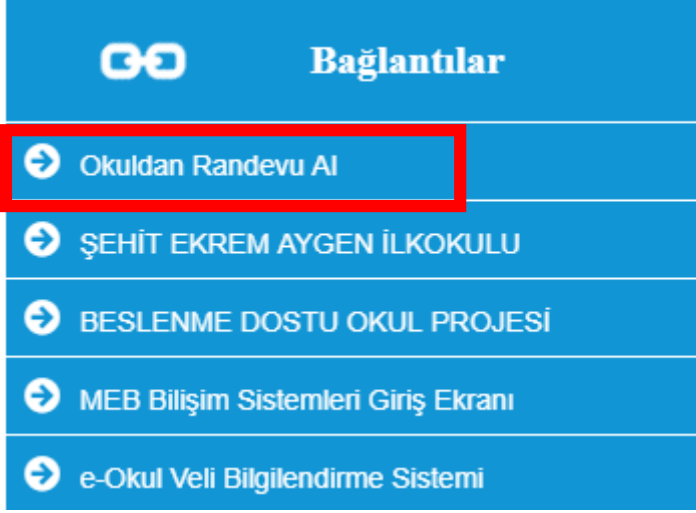 Bağlantılar
Okuldan Randevu Al
ŞEHİT EKREM AYGEN İLKOKULU
BESLENME DOSTU OKUL PROJESİ
MEB Bilişim Sistemleri Giriş Ekranı
e-Okul Veli Bilgilendirme Sistemi